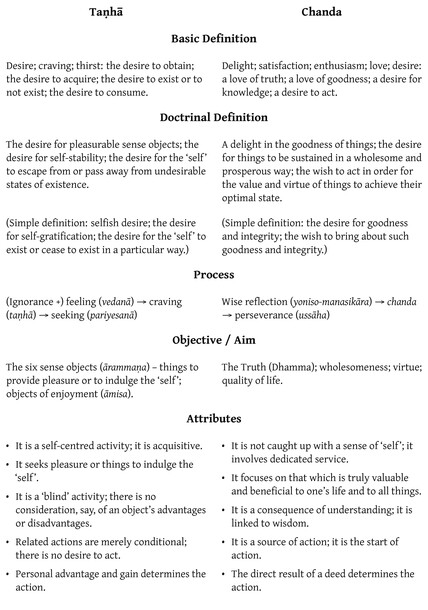 Taṇhā
Chanda
Basic Definition
Desire; craving; thirst: the desire to obtain;
the desire to acquire; the desire to exist or to
not exist; the desire to consume.
Delight; satisfaction; enthusiasm; love; desire:
a love of truth; a love of goodness; a desire for
knowledge; a desire to act.
Doctrinal Definition
The desire for pleasurable sense objects; the
desire for self-stability; the desire for the ‘self’
to escape from or pass away from undesirable
states of existence.
A delight in the goodness of things; the desire
for things to be sustained in a wholesome and
prosperous way; the wish to act in order for
the value and virtue of things to achieve their
optimal state.
(Simple definition: selfish desire; the desire
for self-gratification; the desire for the ‘self’ to
exist or cease to exist in a particular way.)
(Simple definition: the desire for goodness
and integrity; the wish to bring about such
goodness and integrity.)
Process
(Ignorance +) feeling (vedanā) → craving
(taṇhā) → seeking (pariyesanā)
Wise reflection (yoniso-manasikāra) → chanda
→ perseverance (ussāha)
Objective / Aim
The six sense objects (ārammaṇa) – things to
provide pleasure or to indulge the ‘self’;
objects of enjoyment (āmisa).
The Truth (Dhamma); wholesomeness; virtue;
quality of life.
Attributes
• It is a self-centred activity; it is acquisitive.
• It seeks pleasure or things to indulge the
‘self’.
• It is a ‘blind’ activity; there is no
consideration, say, of an object’s advantages
or disadvantages.
• Related actions are merely conditional;
there is no desire to act.
• Personal advantage and gain determines the
action.
• It is not caught up with a sense of ‘self’; it
involves dedicated service.
• It focuses on that which is truly valuable
and beneficial to one’s life and to all things.
• It is a consequence of understanding; it is
linked to wisdom.
• It is a source of action; it is the start of
action.
• The direct result of a deed determines the
action.